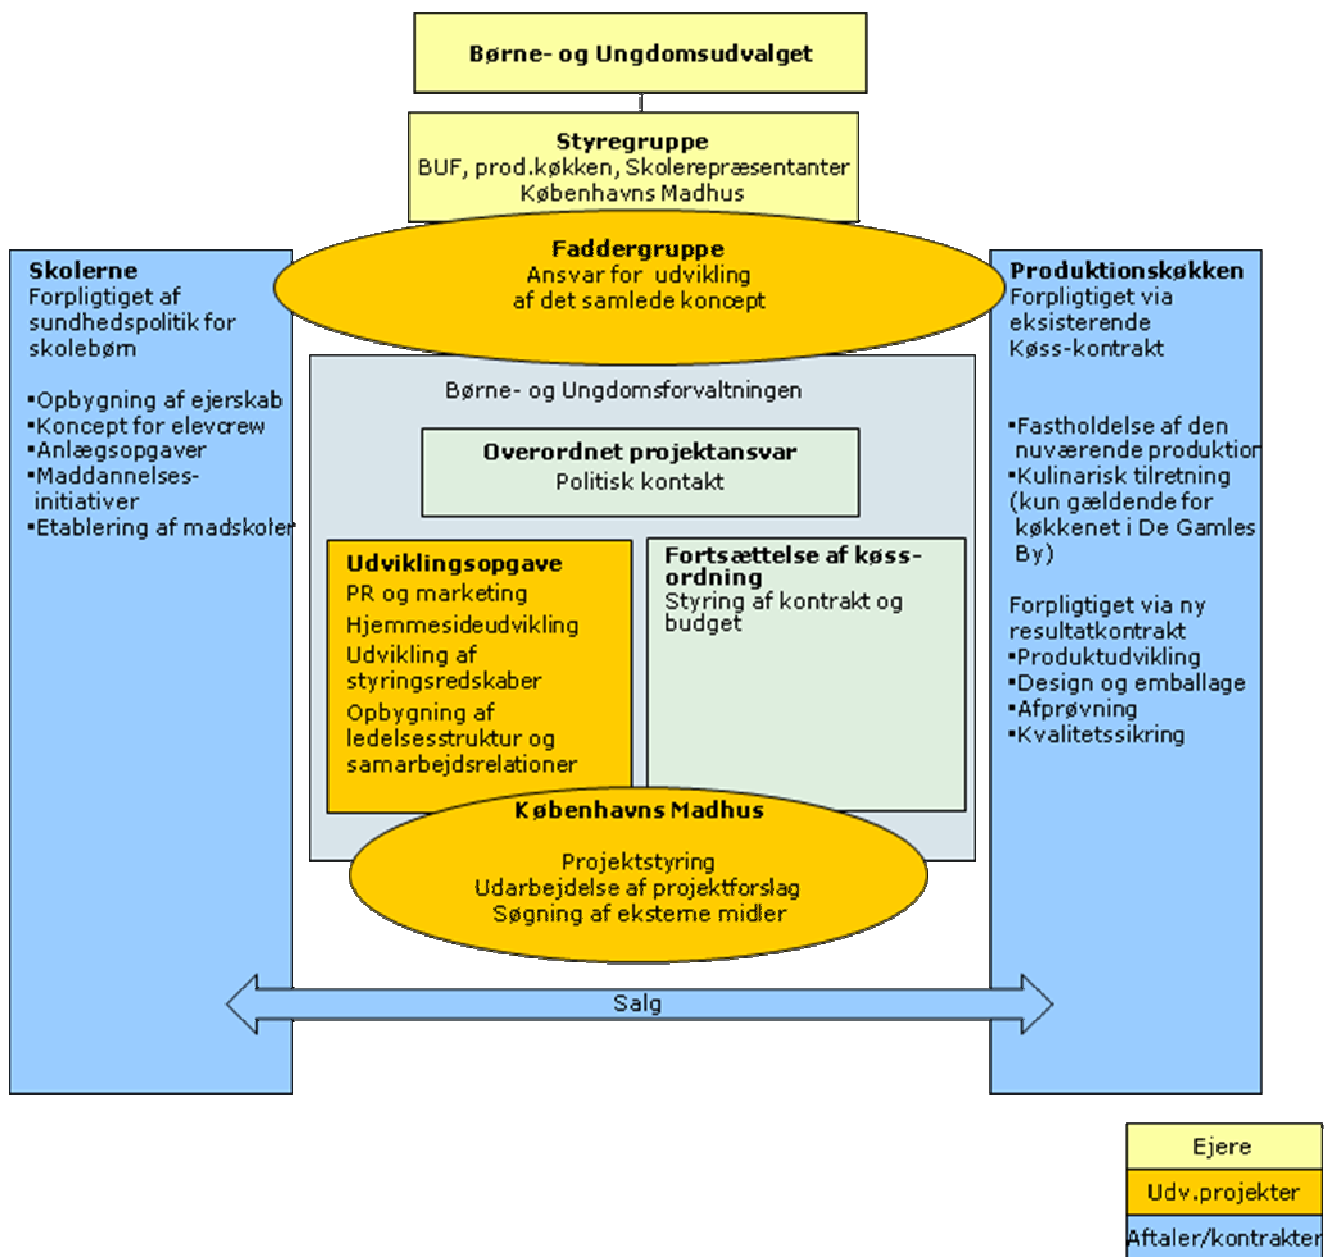 Børne- og Ungdomsudvalget
Styregruppe
BUF, prod.køkken, Skolerepræsentanter
Københavns Madhus
Faddergruppe
Ansvar for udvikling
af det samlede koncept
Skolerne
Forpligtiget af
sundhedspolitik for
skolebørn
▪Opbygning af ejerskab
▪Koncept for elevcrew
▪Anlægsopgaver
▪Maddannelses-
initiativer
▪Etablering af madskoler
Børne- og Ungdomsforvaltningen
Overordnet projektansvar
Politisk kontakt
Udviklingsopgave
PR og marketing
Hjemmesideudvikling
Udvikling af
styringsredskaber
Opbygning af
ledelsesstruktur og
samarbejdsrelationer
Fortsættelse af køss-
ordning
Styring af kontrakt og
budget
Københavns Madhus
Projektstyring
Udarbejdelse af projektforslag
Søgning af eksterne midler
Produktionskøkken
Forpligtiget via
eksisterende
Køss-kontrakt
▪Fastholdelse af den
nuværende produktion
▪Kulinarisk tilretning
(kun gældende for
køkkenet i De Gamles
By)
Forpligtiget via ny
resultatkontrakt
▪Produktudvikling
▪Design og emballage
▪Afprøvning
▪Kvalitetssikring
Salg
Ejere
Udv.projekter
Aftaler/kontrakter